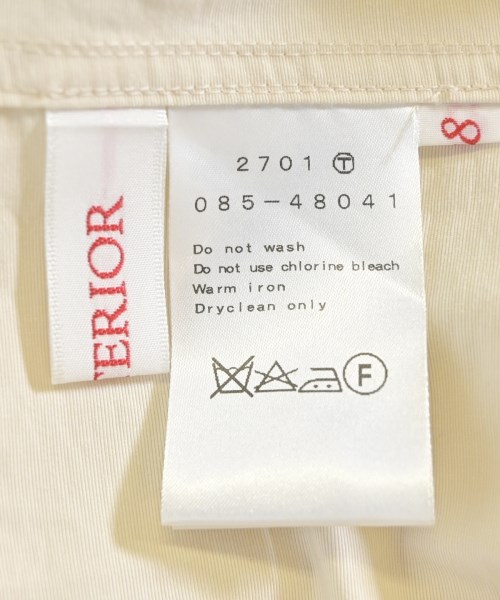 2701 Ⓣ
085-48041
Do not wash
Do not use chlorine bleach
Warm iron
Dryclean only
F
TERIOR
8